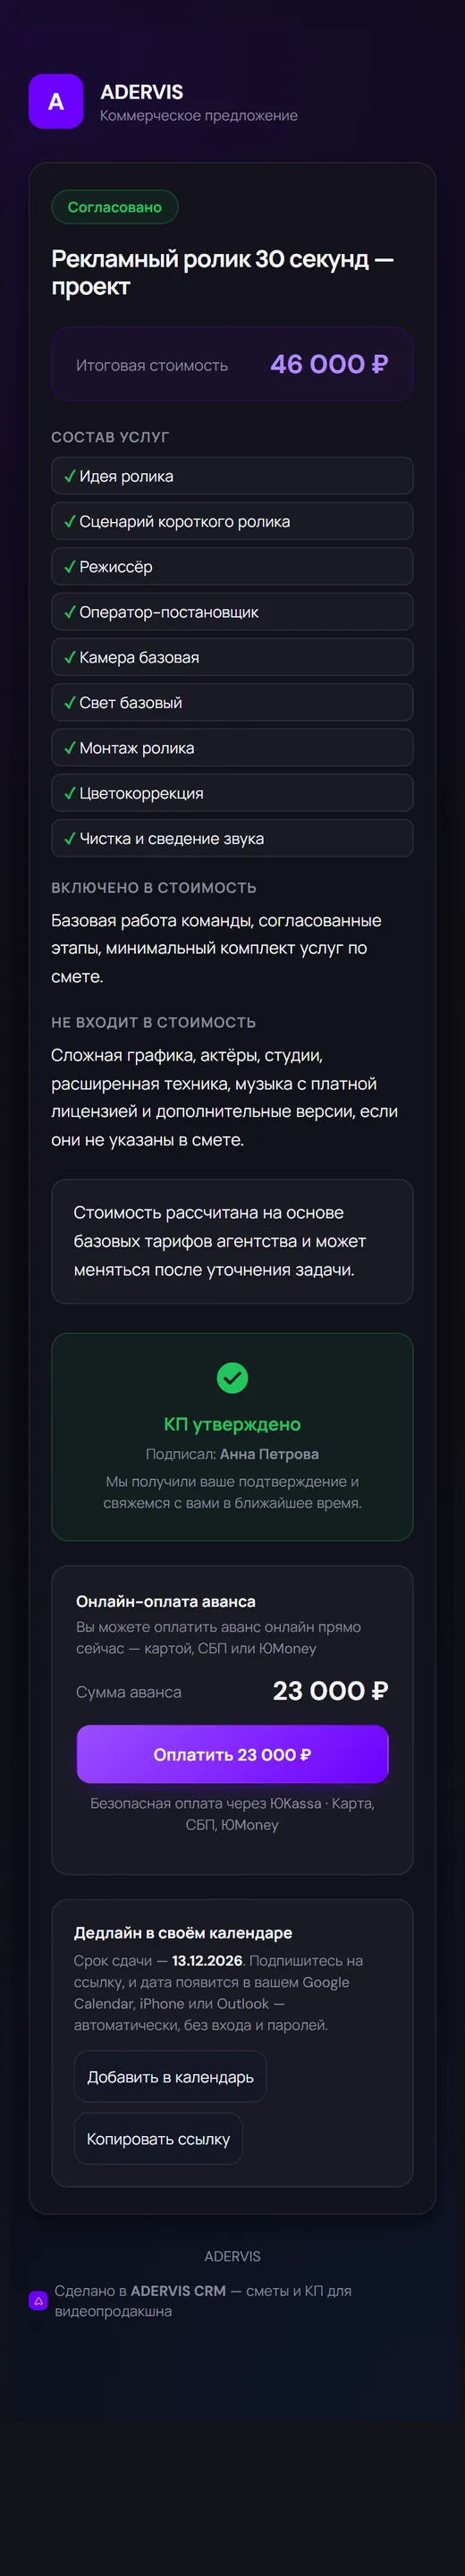 A
ADERVIS
Коммерческое предложение
Согласовано
Рекламный ролик 30 секунд —
проект
Итоговая стоимость
46 000 ₽
СОСТАВ УСЛУГ
✓ Идея ролика
✓ Сценарий короткого ролика
✓ Режиссёр
✓ Оператор-постановщик
✓ Камера базовая
✓ Свет базовый
✓ Монтаж ролика
✓ Цветокоррекция
✓ Чистка и сведение звука
ВКЛЮЧЕНО В СТОИМОСТЬ
Базовая работа команды, согласованные
этапы, минимальный комплект услуг по
смете.
НЕ ВХОДИТ В СТОИМОСТЬ
Сложная графика, актёры, студии,
расширенная техника, музыка с платной
лицензией и дополнительные версии, если
они не указаны в смете.
Стоимость рассчитана на основе
базовых тарифов агентства и может
меняться после уточнения задачи.
КП утверждено
Подписал: Анна Петрова
Мы получили ваше подтверждение и
свяжемся с вами в ближайшее время.
Онлайн-оплата аванса
Вы можете оплатить аванс онлайн прямо
сейчас — картой, СБП или ЮMoney
Сумма аванса
23 000 ₽
Оплатить 23 000 ₽
Безопасная оплата через ЮKassa · Карта,
СБП, ЮMoney
Дедлайн в своём календаре
Срок сдачи — 13.12.2026. Подпишитесь на
ссылку, и дата появится в вашем Google
Calendar, iPhone или Outlook —
автоматически, без входа и паролей.
Добавить в календарь
Копировать ссылку
ADERVIS
Сделано в ADERVIS CRM — сметы и КП для
видеопродакшна